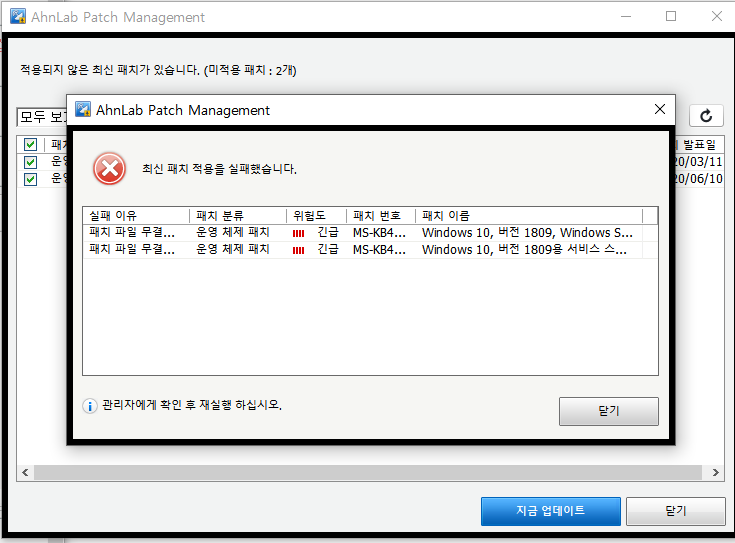 AhnLab Patch Management
적용되지 않은 최신 패치가 있습니다. (미적용 패치 : 2개)
모두 보
AhnLab Patch Management
발표일
20/03/11
20/06/10
최신 패치 적용을 실패했습니다.
실패 이유 패치 분류 위험도 패치 번호 패치 이름
패치 파일 무결... 운영 체제 패치 긴급 MS-KB4... Windows 10, 버전 1809, Windows S...
패치 파일 무결... 운영 체제 패치 긴급 MS-KB4... Windows 10, 버전 1809용 서비스 스...
관리자에게 확인 후 재실행 하십시오.
닫기
지금 업데이트 닫기